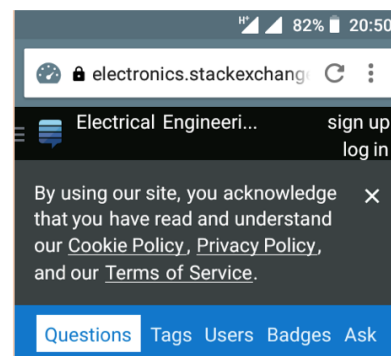 H+ 82% 20:50
electronics.stackexchang
Electrical Engineeri... sign up
log in
By using our site, you acknowledge
that you have read and understand
our Cookie Policy, Privacy Policy,
and our Terms of Service.
Questions Tags Users Badges Ask